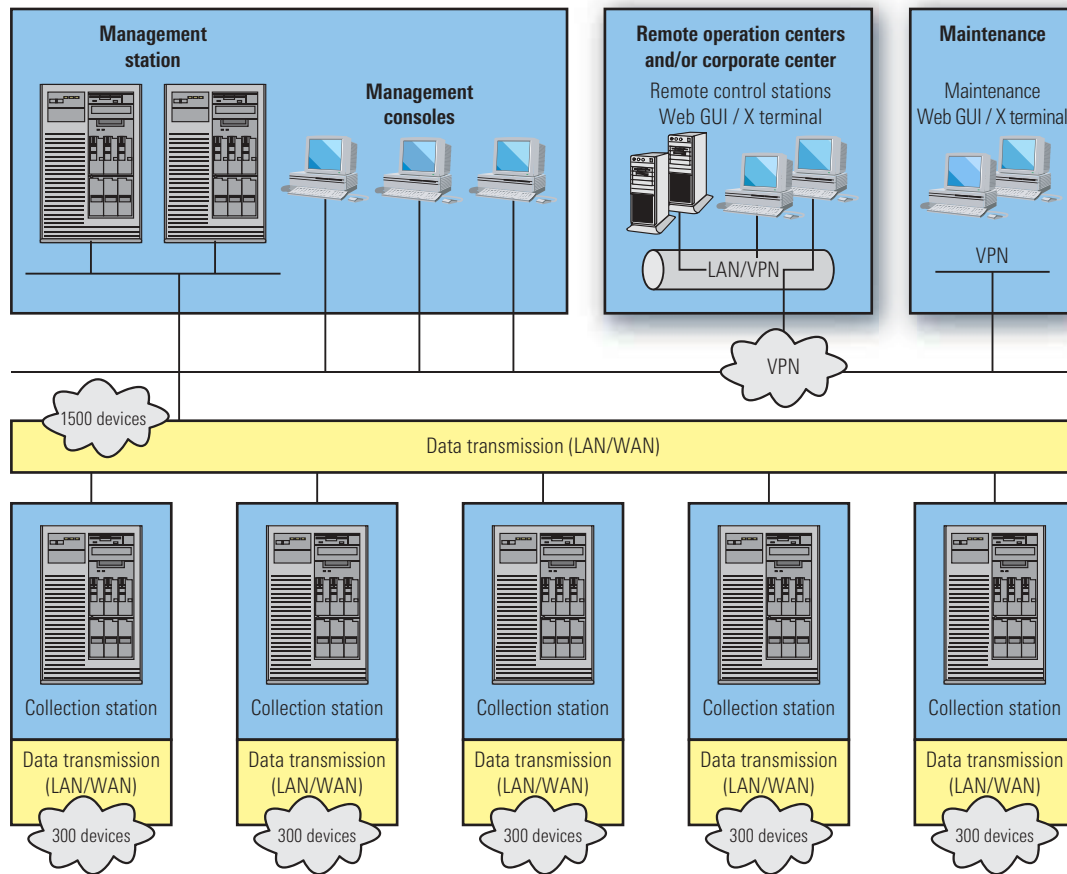 Management
station
Management
consoles
Remote operation centers
and/or corporate center
Remote control stations
Web GUI / X terminal
LAN/VPN
Maintenance
Maintenance
Web GUI / X terminal
VPN
VPN
1500 devices
Data transmission (LAN/WAN)
Collection station
Data transmission
(LAN/WAN)
300 devices
Collection station
Data transmission
(LAN/WAN)
300 devices
Collection station
Data transmission
(LAN/WAN)
300 devices
Collection station
Data transmission
(LAN/WAN)
300 devices
Collection station
Data transmission
(LAN/WAN)
300 devices